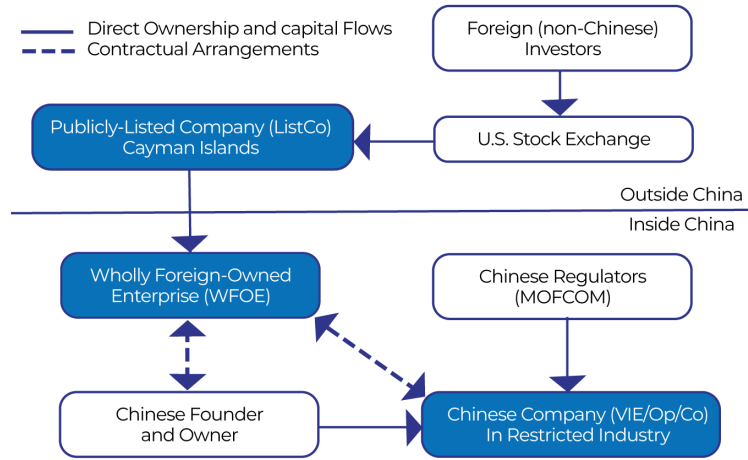 Direct Ownership and capital Flows
Contractual Arrangements
Foreign (non-Chinese)
Investors
Publicly-Listed Company (ListCo)
Cayman Islands
U.S. Stock Exchange
Outside China
Inside China
Wholly Foreign-Owned
Enterprise (WFOE)
Chinese Regulators
(MOFCOM)
Chinese Founder
and Owner
Chinese Company (VIE/Op/Co)
In Restricted Industry